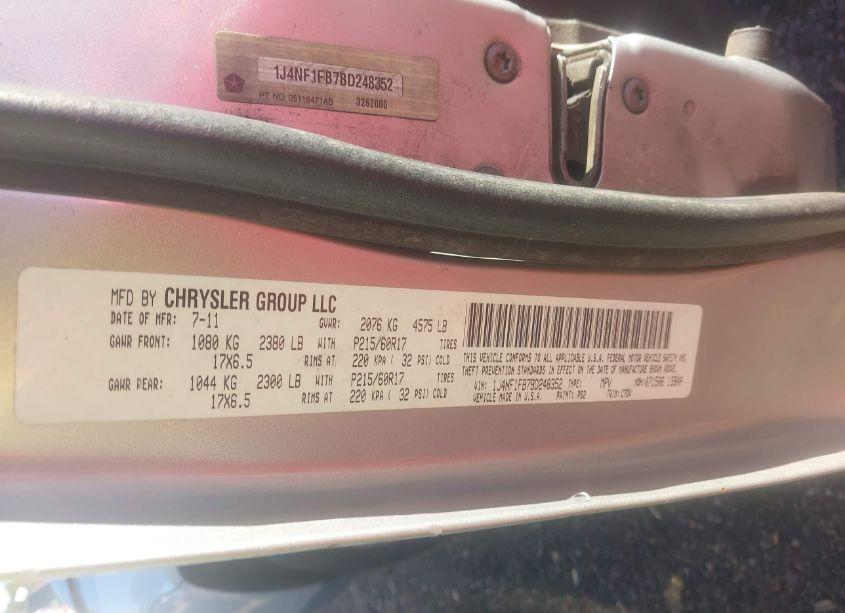 1J4NF1FB7BD248352
PT. NO. 05116471AB 3262000
MFD BY CHRYSLER GROUP LLC
DATE OF MFR: 7-11 GVWR: 2076 KG 4575 LB
GAWR FRONT: 1080 KG 2380 LB WITH P215/60R17 TIRES
17X6.5 RIMS AT 220 KPA ( 32 PSI) COLD
GAWR REAR: 1044 KG 2300 LB WITH P215/60R17 TIRES
17X6.5 RIMS AT 220 KPA ( 32 PSI) COLD
THIS VEHICLE CONFORMS TO ALL APPLICABLE U.S.A. FEDERAL MOTOR VEHICLE SAFETY AND
THEFT PREVENTION STANDARDS IN EFFECT ON THE DATE OF MANUFACTURE SHOWN ABOVE.
VIN: 1J4NF1FB7BD248352 TYPE: MPV MDH:
VEHICLE MADE IN U.S.A. PAINT: PS2 TRIM: